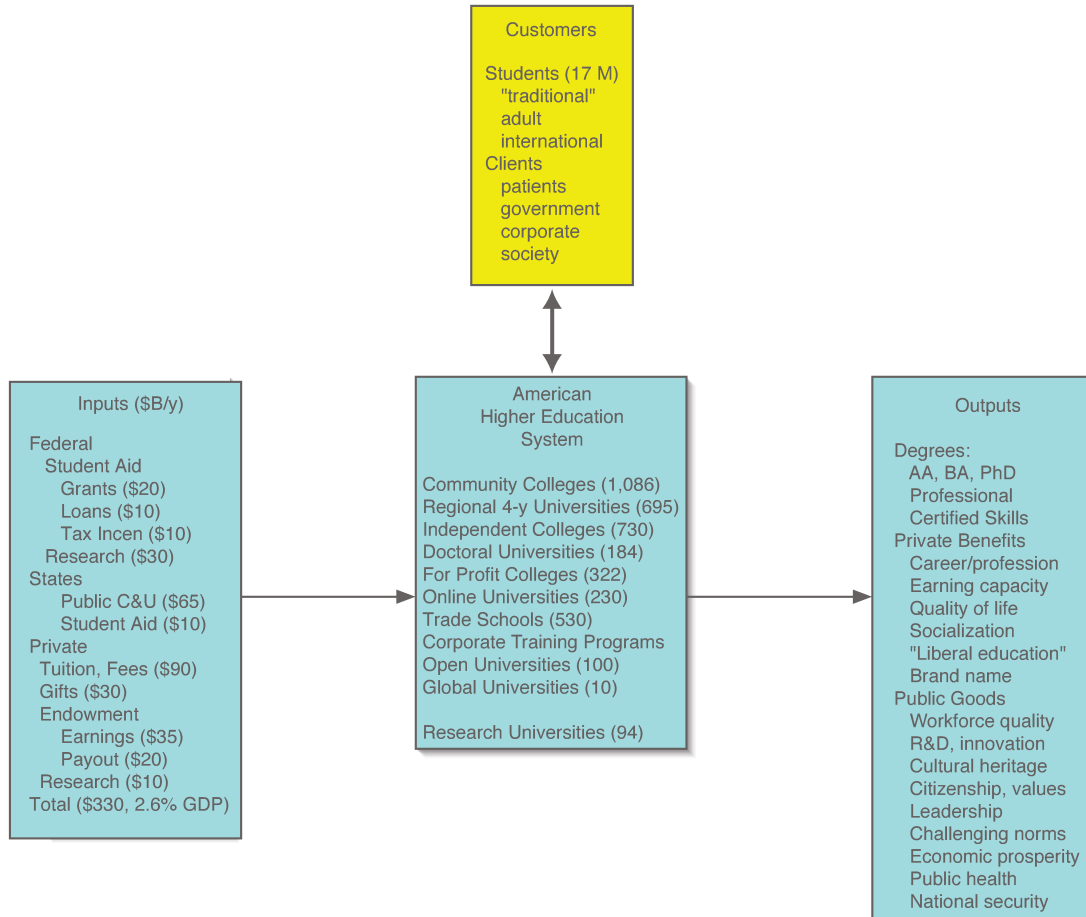 Customers
Students (17 M)
"traditional"
adult
international
Clients
patients
government
corporate
society
Inputs ($B/y)
Federal
Student Aid
Grants ($20)
Loans ($10)
Tax Incen ($10)
Research ($30)
States
Public C&U ($65)
Student Aid ($10)
Private
Tuition, Fees ($90)
Gifts ($30)
Endowment
Earnings ($35)
Payout ($20)
Research ($10)
Total ($330, 2.6% GDP)
American
Higher Education
System
Community Colleges (1,086)
Regional 4-y Universities (695)
Independent Colleges (730)
Doctoral Universities (184)
For Profit Colleges (322)
Online Universities (230)
Trade Schools (530)
Corporate Training Programs
Open Universities (100)
Global Universities (10)
Research Universities (94)
Outputs
Degrees:
AA, BA, PhD
Professional
Certified Skills
Private Benefits
Career/profession
Earning capacity
Quality of life
Socialization
"Liberal education"
Brand name
Public Goods
Workforce quality
R&D, innovation
Cultural heritage
Citizenship, values
Leadership
Challenging norms
Economic prosperity
Public health
National security